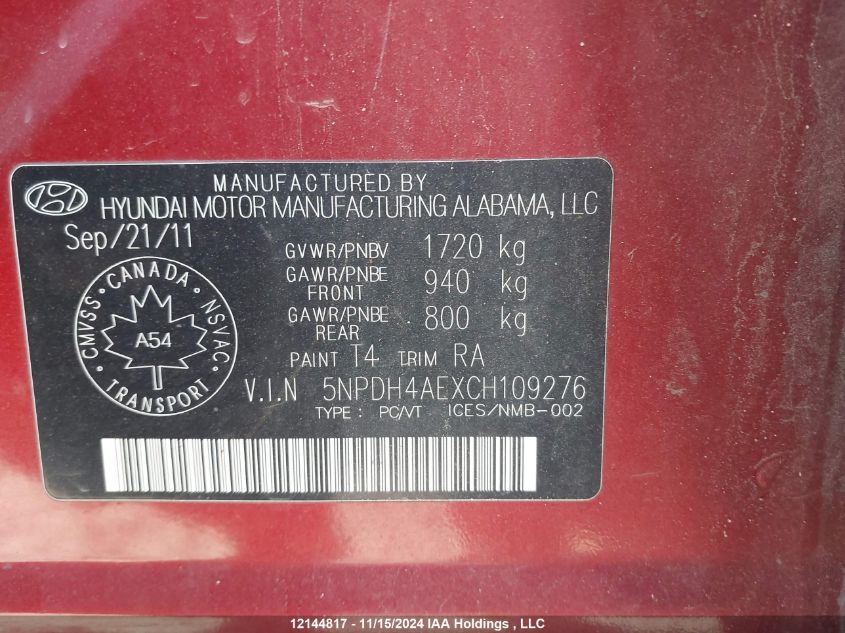 MANUFACTURED BY
HYUNDAI MOTOR MANUFACTURING ALABAMA, LLC
Sep/21/11
GVWR/PNBV 1720 kg
GAWR/PNBE FRONT 940 kg
GAWR/PNBE REAR 800 kg
CMVSS • CANADA • NSVAC • TRANSPORT •
A54
PAINT T4 TRIM RA
V.I.N 5NPDH4AEXCH109276
TYPE : PC/VT ICES/NMB-002
12144817 - 11/15/2024 IAA Holdings , LLC